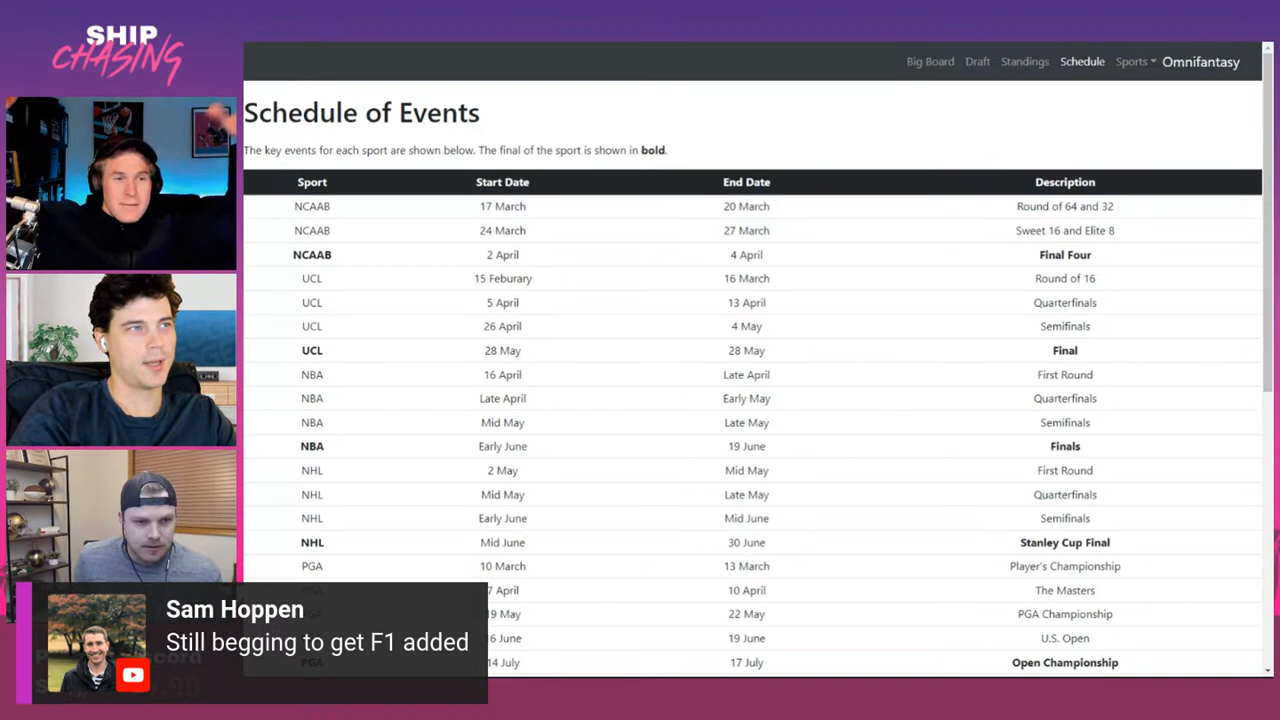 SHIP
CHASING
Big Board Draft Standings Schedule Sports Omnifantasy
Schedule of Events
The key events for each sport are shown below. The final of the sport is shown in bold.
Sport Start Date End Date Description
NCAAB 17 March 20 March Round of 64 and 32
NCAAB 24 March 27 March Sweet 16 and Elite 8
NCAAB 2 April 4 April Final Four
UCL 15 Feburary 16 March Round of 16
UCL 5 April 13 April Quarterfinals
UCL 26 April 4 May Semifinals
UCL 28 May 28 May Final
NBA 16 April Late April First Round
NBA Late April Early May Quarterfinals
NBA Mid May Late May Semifinals
NBA Early June 19 June Finals
NHL 2 May Mid May First Round
NHL Mid May Late May Quarterfinals
NHL Early June Mid June Semifinals
NHL Mid June 30 June Stanley Cup Final
PGA 10 March 13 March Player's Championship
7 April 10 April The Masters
19 May 22 May PGA Championship
16 June 19 June U.S. Open
PGA 14 July 17 July Open Championship
Sam Hoppen
Still begging to get F1 added